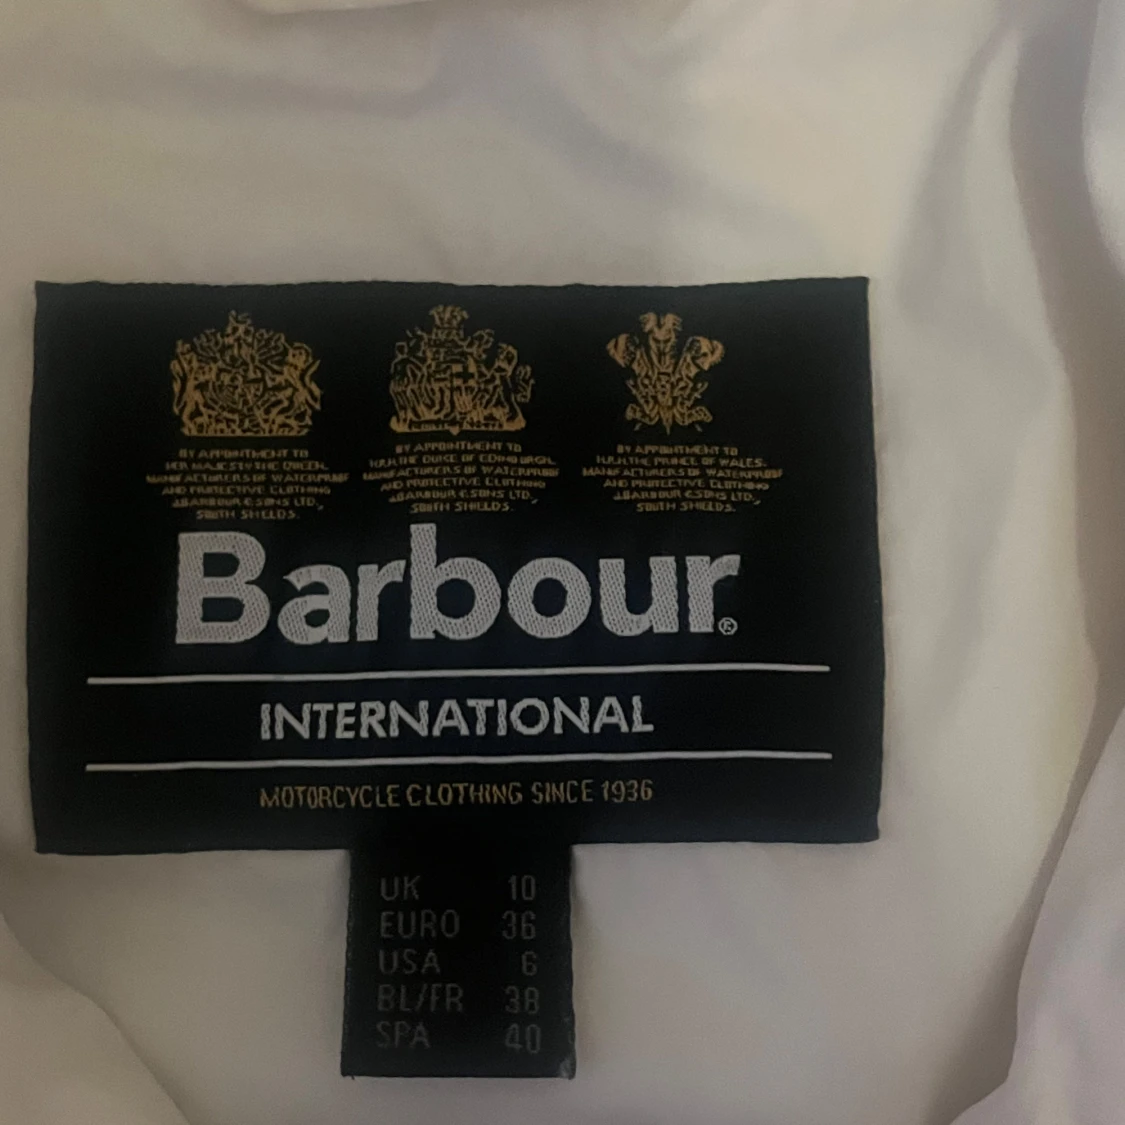 BY APPOINTMENT TO
HER MAJESTY THE QUEEN.
MANUFACTURERS OF WATERPROOF
AND PROTECTIVE CLOTHING
J.BARBOUR & SONS LTD.,
SOUTH SHIELDS.
BY APPOINTMENT TO
H.R.H.THE DUKE OF EDINBURGH.
MANUFACTURERS OF WATERPROOF
AND PROTECTIVE CLOTHING
J.BARBOUR & SONS LTD.,
SOUTH SHIELDS.
BY APPOINTMENT TO
H.R.H.THE PRINCE OF WALES.
MANUFACTURERS OF WATERPROOF
AND PROTECTIVE CLOTHING
J.BARBOUR & SONS LTD.,
SOUTH SHIELDS.
Barbour®
INTERNATIONAL
MOTORCYCLE CLOTHING SINCE 1936
UK 10
EURO 36
USA 6
BL/FR 38
SPA 40